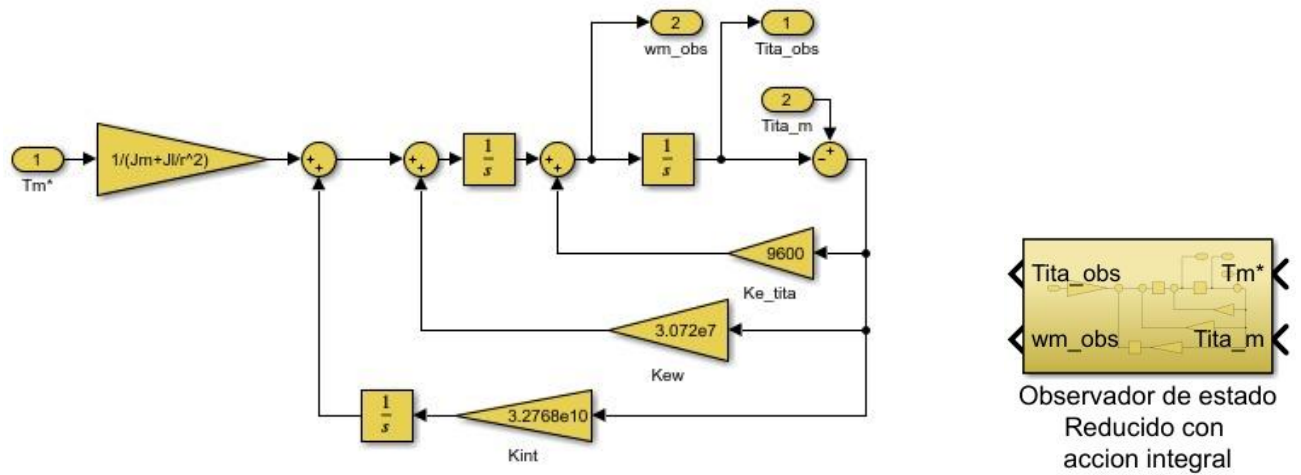 2
wm_obs
1
Tita_obs
2
Tita_m
1
Tm*
1/(Jm+Jl/r^2)
+
+
+
+
1
s
+
+
1
s
-
+
9600
Ke_tita
3.072e7
Kew
1
s
3.2768e10
Kint
Tita_obs
Tm*
wm_obs
Tita_m
Observador de estado
Reducido con
accion integral